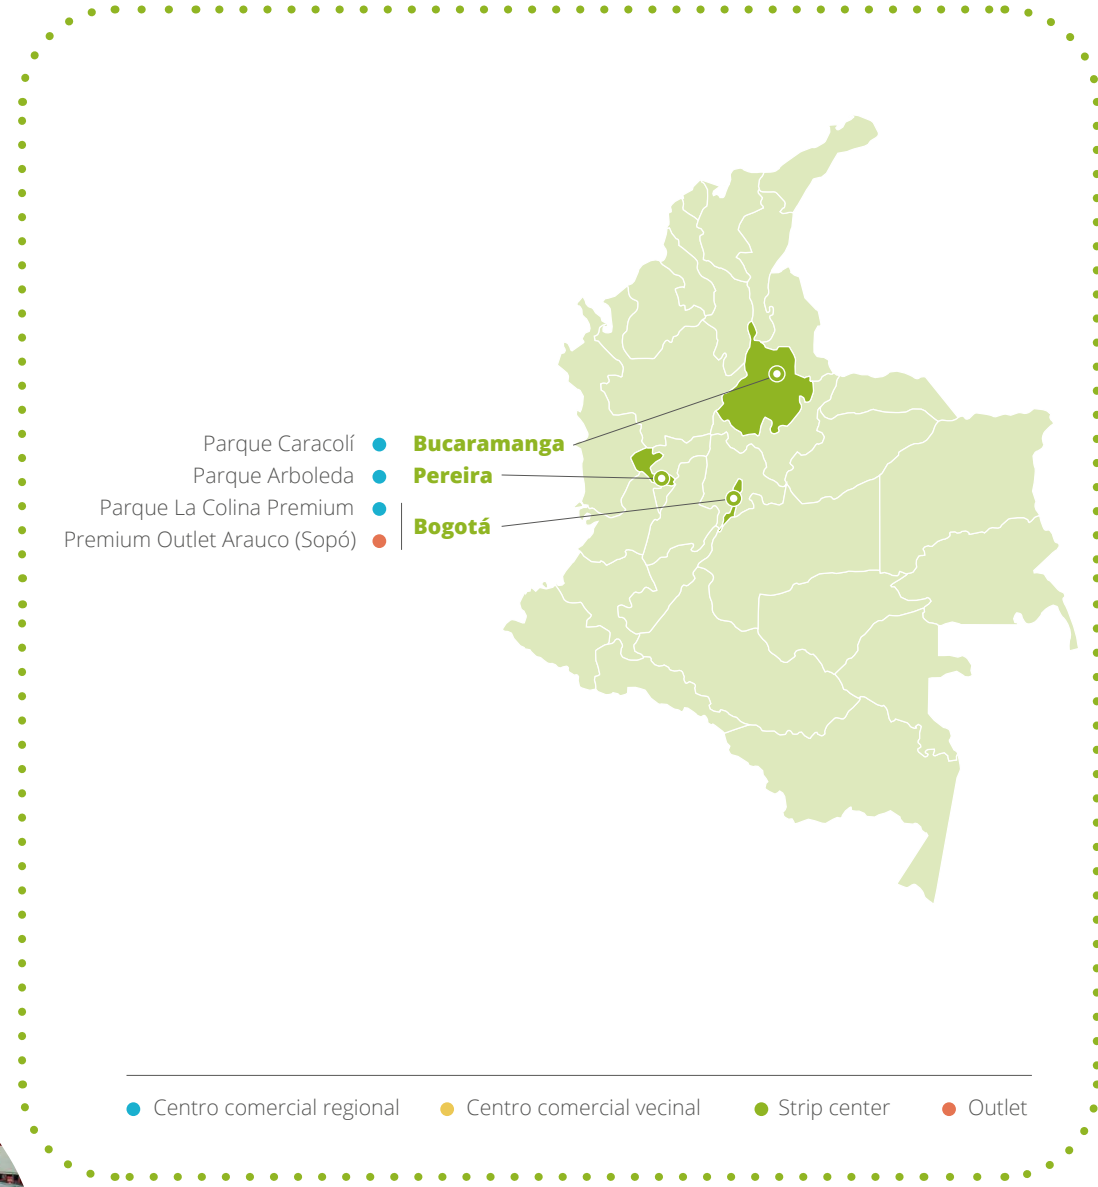 Parque Caracolí Bucaramanga
Parque Arboleda Pereira
Parque La Colina Premium
Bogotá
Premium Outlet Arauco (Sopó)
Centro comercial regional Centro comercial vecinal Strip center Outlet